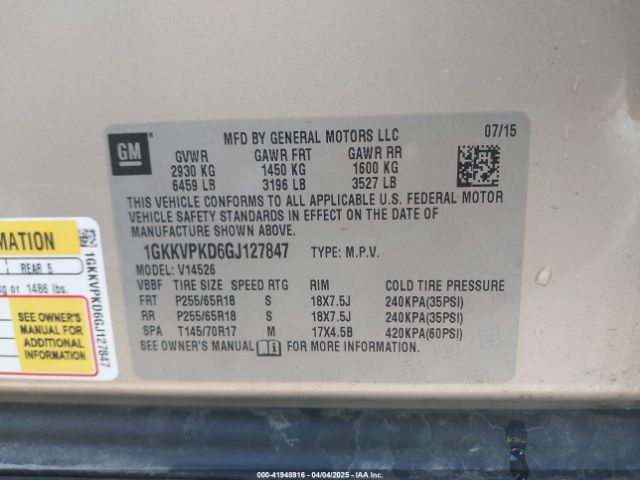 GM
MFD BY GENERAL MOTORS LLC 07/15
GVWR GAWR FRT GAWR RR
2930 KG 1450 KG 1600 KG
6459 LB 3196 LB 3527 LB
THIS VEHICLE CONFORMS TO ALL APPLICABLE U.S. FEDERAL MOTOR
VEHICLE SAFETY STANDARDS IN EFFECT ON THE DATE OF
MANUFACTURE SHOWN ABOVE.
1GKKVPKD6GJ127847 TYPE: M.P.V.
MODEL: V14526
VBBF TIRE SIZE SPEED RTG RIM COLD TIRE PRESSURE
FRT P255/65R18 S 18X7.5J 240KPA(35PSI)
RR P255/65R18 S 18X7.5J 240KPA(35PSI)
SPA T145/70R17 M 17X4.5B 420KPA(60PSI)
SEE OWNER'S MANUAL FOR MORE INFORMATION.
MATION
REAR 5
kg or 1486 lbs.
SEE OWNER'S
MANUAL FOR
ADDITIONAL
INFORMATION
1GKKVPKD6GJ127847
000-41948916 - 04/04/2025 - IAAI.COM